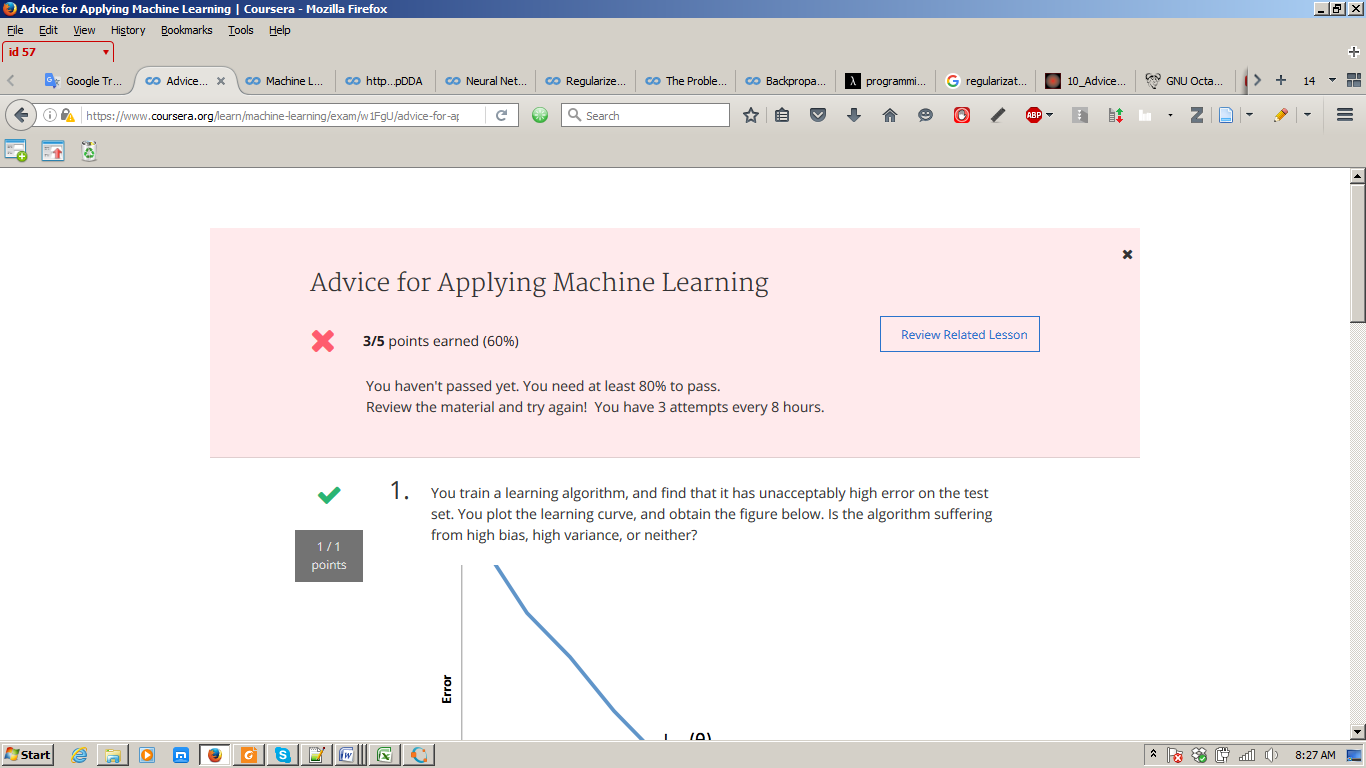 Advice for Applying Machine Learning | Coursera - Mozilla Firefox
File Edit View History Bookmarks Tools Help
id 57
Google Tr... Advice... Machine L... http...pDDA Neural Net... Regularize... The Proble... Backpropa... programmi... regularizat... 10_Advice... GNU Octa... 14
https://www.coursera.org/learn/machine-learning/exam/w1FgU/advice-for-ap Search ABP
Advice for Applying Machine Learning
3/5 points earned (60%)
Review Related Lesson
You haven't passed yet. You need at least 80% to pass.
Review the material and try again! You have 3 attempts every 8 hours.
1. You train a learning algorithm, and find that it has unacceptably high error on the test
set. You plot the learning curve, and obtain the figure below. Is the algorithm suffering
from high bias, high variance, or neither?
1 / 1
points
Error
(θ)
Start 8:27 AM